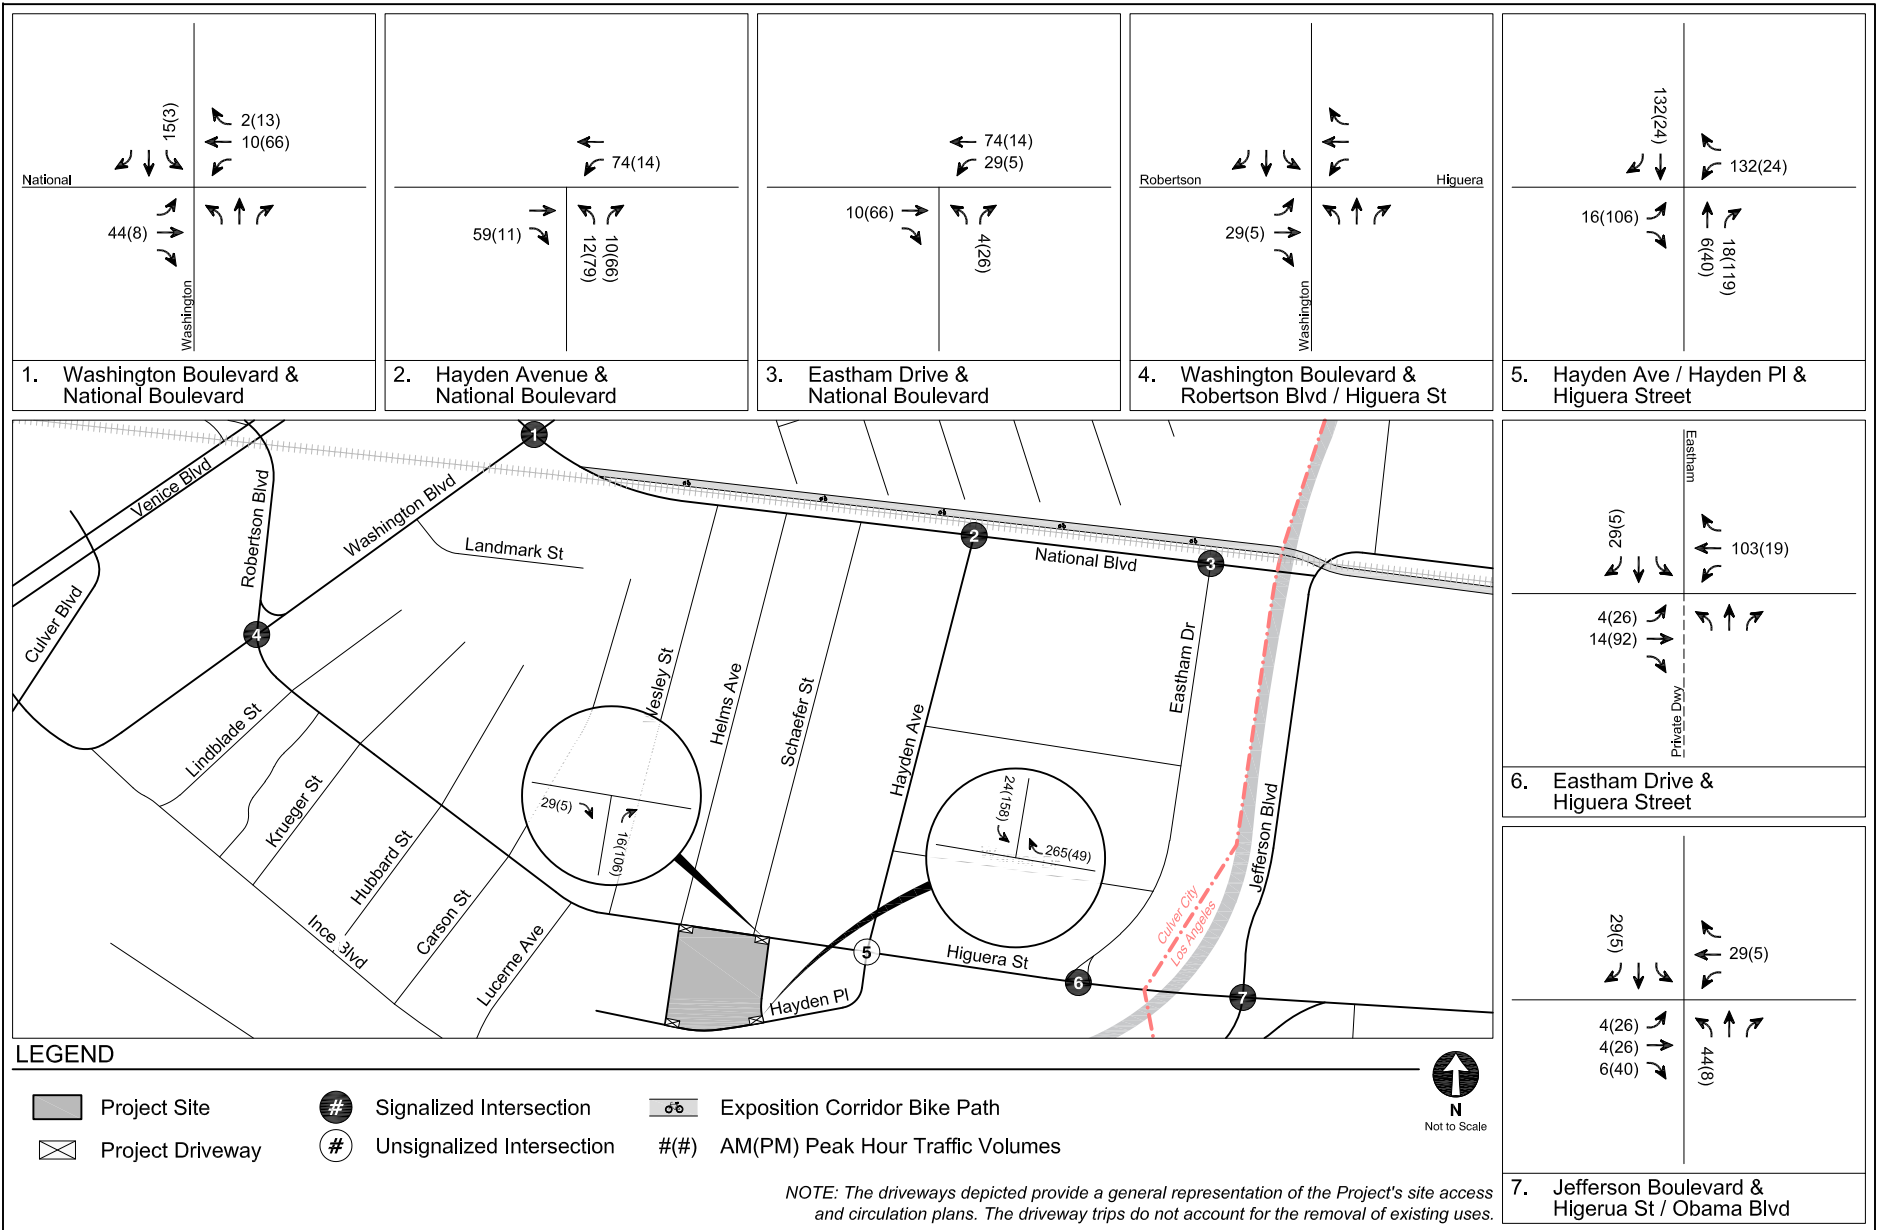 15(3)
2(13)
10(66)
National
44(8)
Washington
1. Washington Boulevard &
National Boulevard
74(14)
59(11)
12(79)
10(66)
2. Hayden Avenue &
National Boulevard
74(14)
29(5)
10(66)
4(26)
3. Eastham Drive &
National Boulevard
Robertson
Higuera
29(5)
Washington
4. Washington Boulevard &
Robertson Blvd / Higuera St
132(24)
132(24)
16(106)
6(40)
18(119)
5. Hayden Ave / Hayden Pl &
Higuera Street
Eastham
29(5)
103(19)
4(26)
14(92)
Private Dwy
6. Eastham Drive &
Higuera Street
29(5)
29(5)
4(26)
4(26)
6(40)
44(8)
7. Jefferson Boulevard &
Higerua St / Obama Blvd
1
Venice Blvd
Robertson Blvd
Washington Blvd
Landmark St
2
National Blvd
3
Culver Blvd
4
Wesley St
Helms Ave
Schaefer St
Hayden Ave
Eastham Dr
Jefferson Blvd
Lindblade St
Krueger St
Hubbard St
Carson St
Ince Blvd
Lucerne Ave
29(5)
16(106)
24(158)
265(49)
Culver City
Los Angeles
5
Higuera St
6
7
Hayden Pl
LEGEND
Project Site
# Signalized Intersection
Exposition Corridor Bike Path
Project Driveway
# Unsignalized Intersection
#(#) AM(PM) Peak Hour Traffic Volumes
N
Not to Scale
NOTE: The driveways depicted provide a general representation of the Project's site access
and circulation plans. The driveway trips do not account for the removal of existing uses.